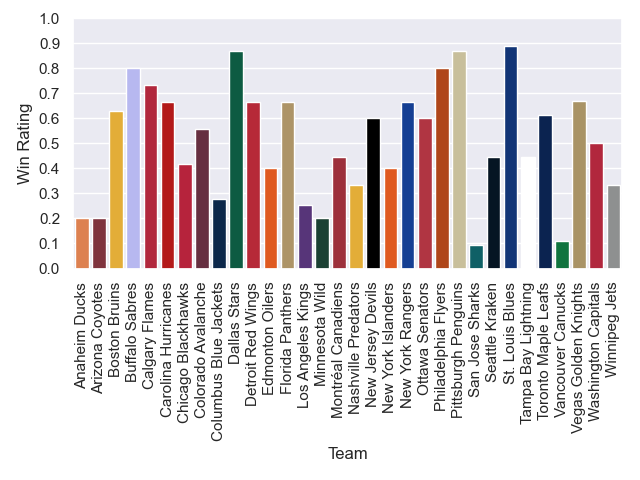 1.0
0.9
0.8
0.7
0.6
0.5
0.4
0.3
0.2
0.1
0.0
Win Rating
Anaheim Ducks
Arizona Coyotes
Boston Bruins
Buffalo Sabres
Calgary Flames
Carolina Hurricanes
Chicago Blackhawks
Colorado Avalanche
Columbus Blue Jackets
Dallas Stars
Detroit Red Wings
Edmonton Oilers
Florida Panthers
Los Angeles Kings
Minnesota Wild
Montréal Canadiens
Nashville Predators
New Jersey Devils
New York Islanders
New York Rangers
Ottawa Senators
Philadelphia Flyers
Pittsburgh Penguins
San Jose Sharks
Seattle Kraken
St. Louis Blues
Tampa Bay Lightning
Toronto Maple Leafs
Vancouver Canucks
Vegas Golden Knights
Washington Capitals
Winnipeg Jets
Team